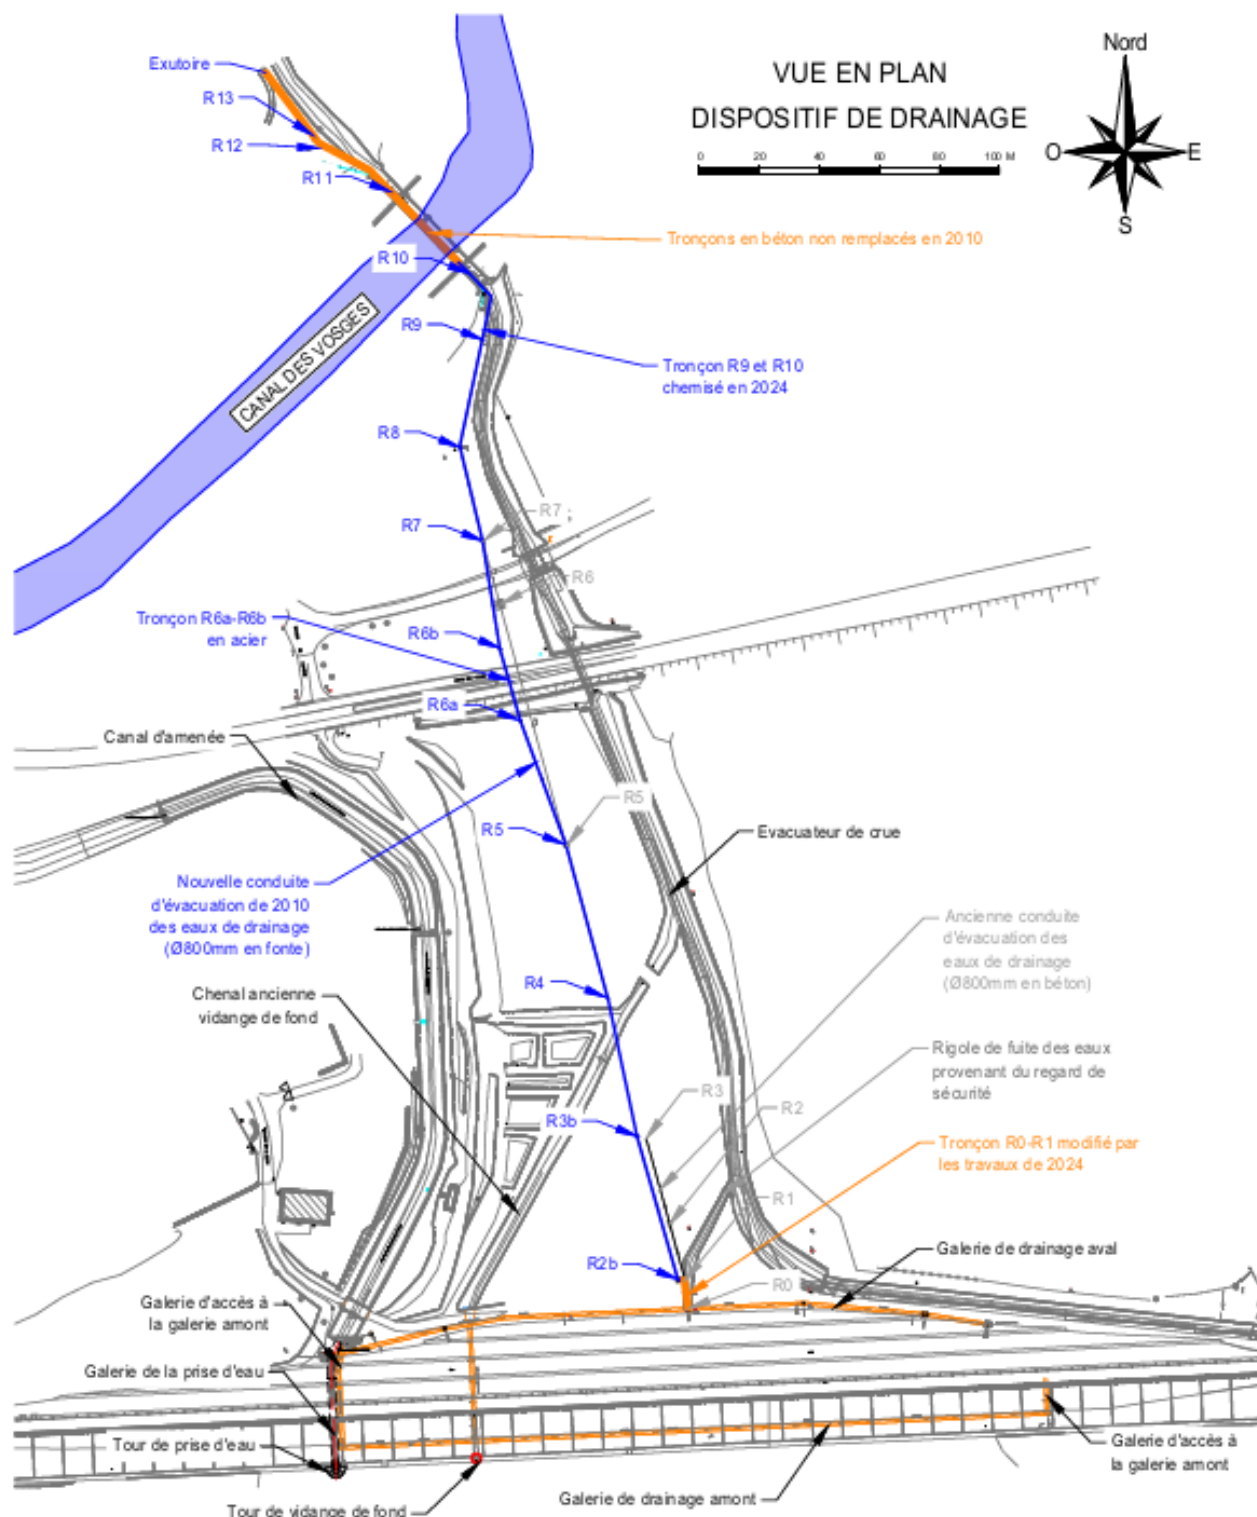 VUE EN PLAN
DISPOSITIF DE DRAINAGE
0 20 40 60 100 M
Nord
O
E
S
Exutoire
R13
R12
R11
Tronçons en béton non remplacés en 2010
R10
CANAL DES VOSGES
R9
Tronçon R9 et R10
chemisé en 2024
R8
R7
R7
R6
Tronçon R6a-R6b
en acier
R6b
R6a
Canal d'amenée
R5
R5
Evacuateur de crue
Nouvelle conduite
d'évacuation de 2010
des eaux de drainage
(Ø800mm en fonte)
Ancienne conduite
d'évacuation des
eaux de drainage
(Ø800mm en béton)
R4
Chenal ancienne
vidange de fond
Rigole de fuite des eaux
provenant du regard de
sécurité
R3
R2
R3b
Tronçon R0-R1 modifié par
les travaux de 2024
R1
R2b
R0
Galerie de drainage aval
Galerie d'accès à
la galerie amont
Galerie de la prise d'eau
Tour de prise d'eau
Tour de vidange de fond
Galerie de drainage amont
Galerie d'accès à
la galerie amont